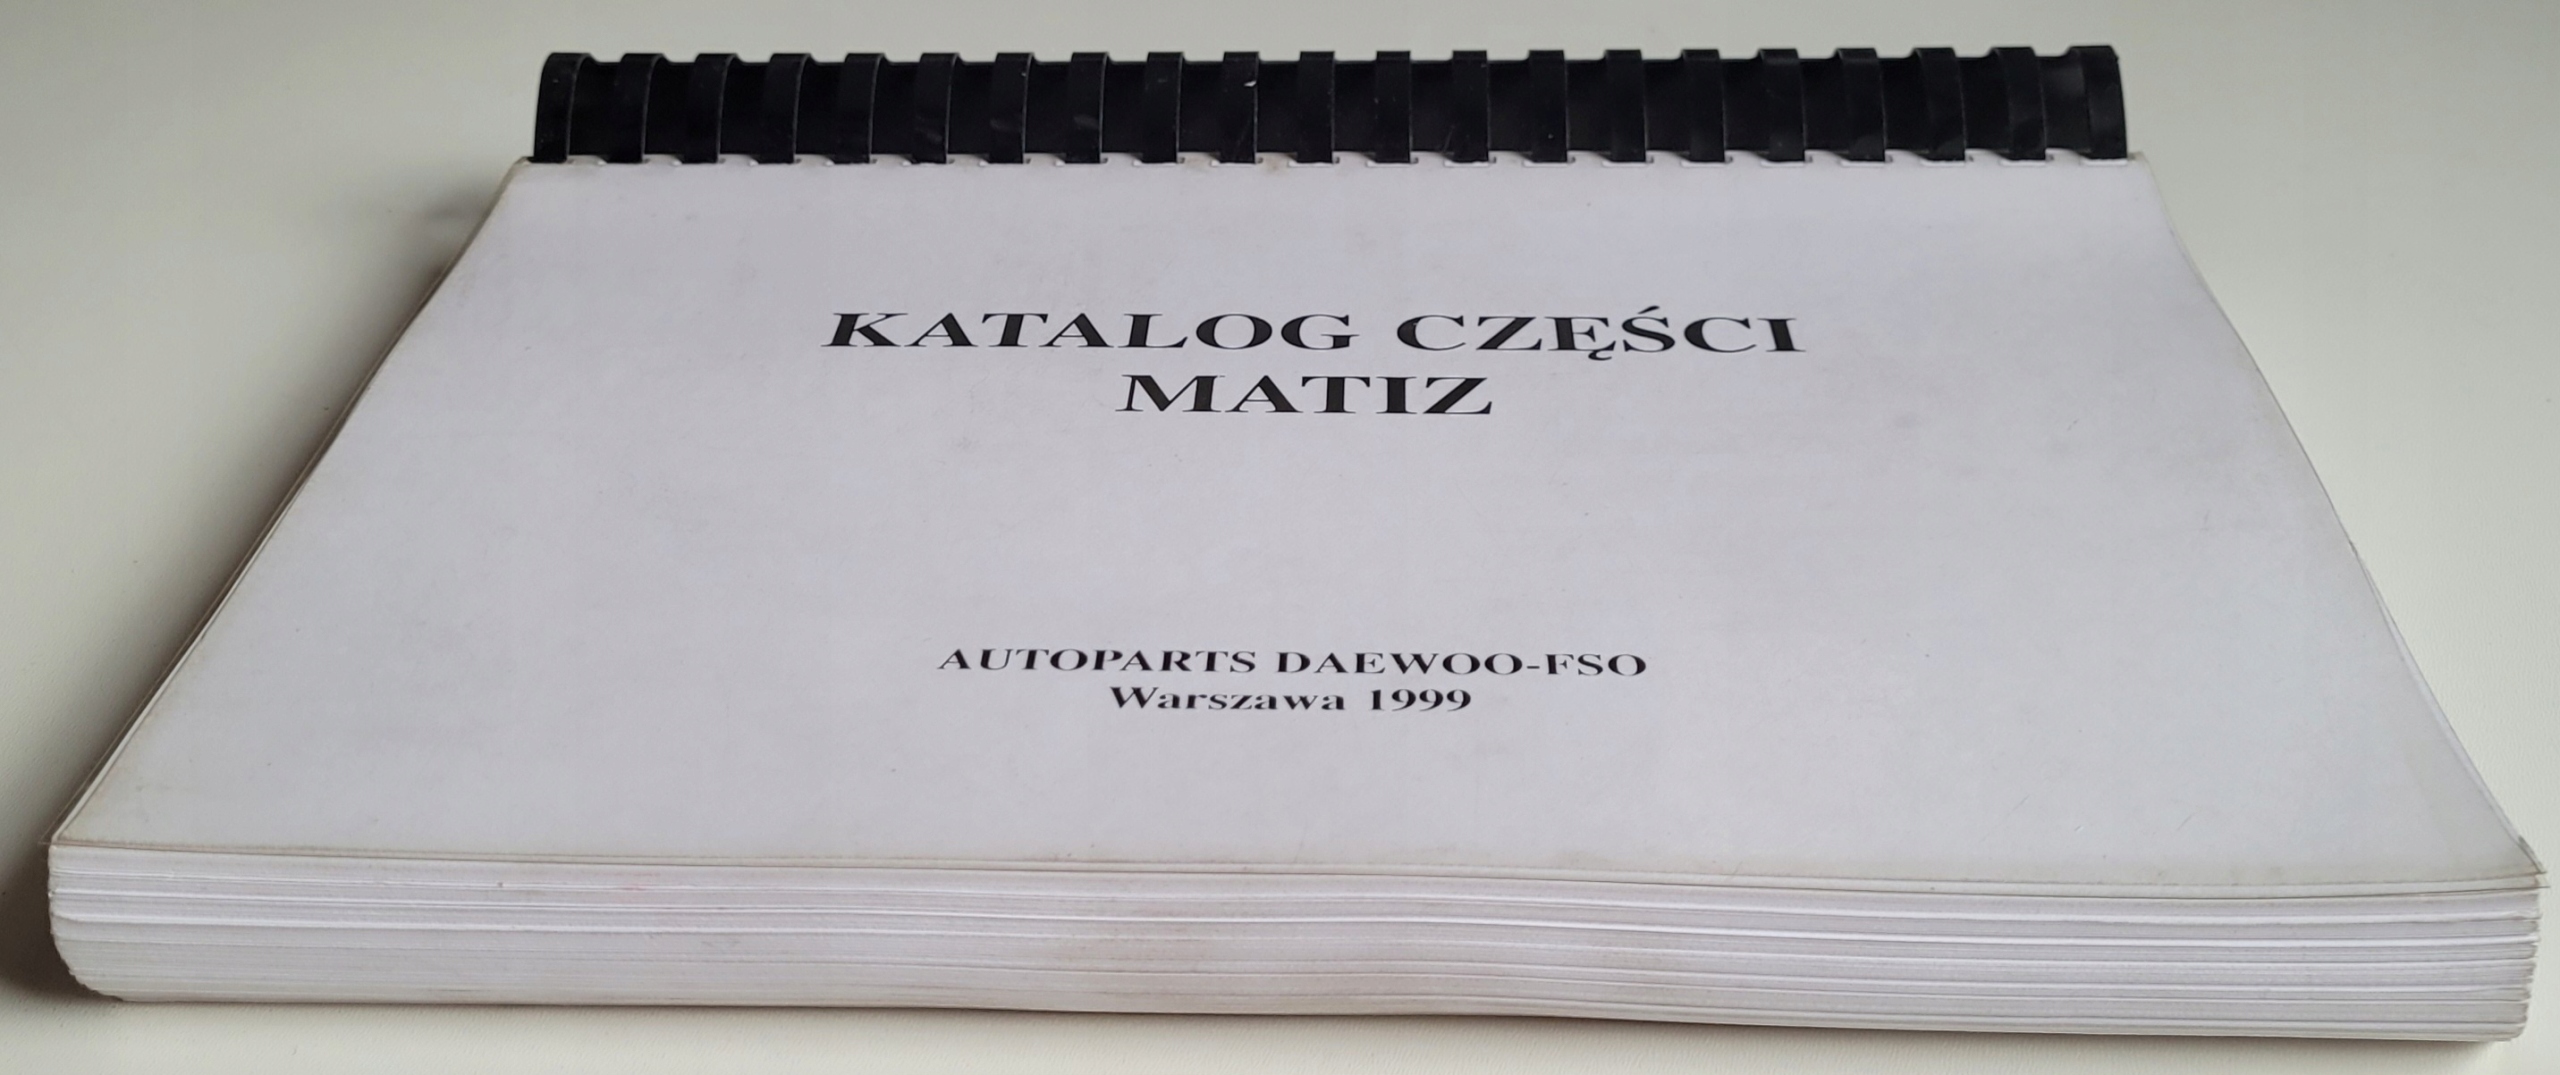 KATALOG CZĘŚCI
MATIZ
AUTOPARTS DAEWOO-FSO
Warszawa 1999